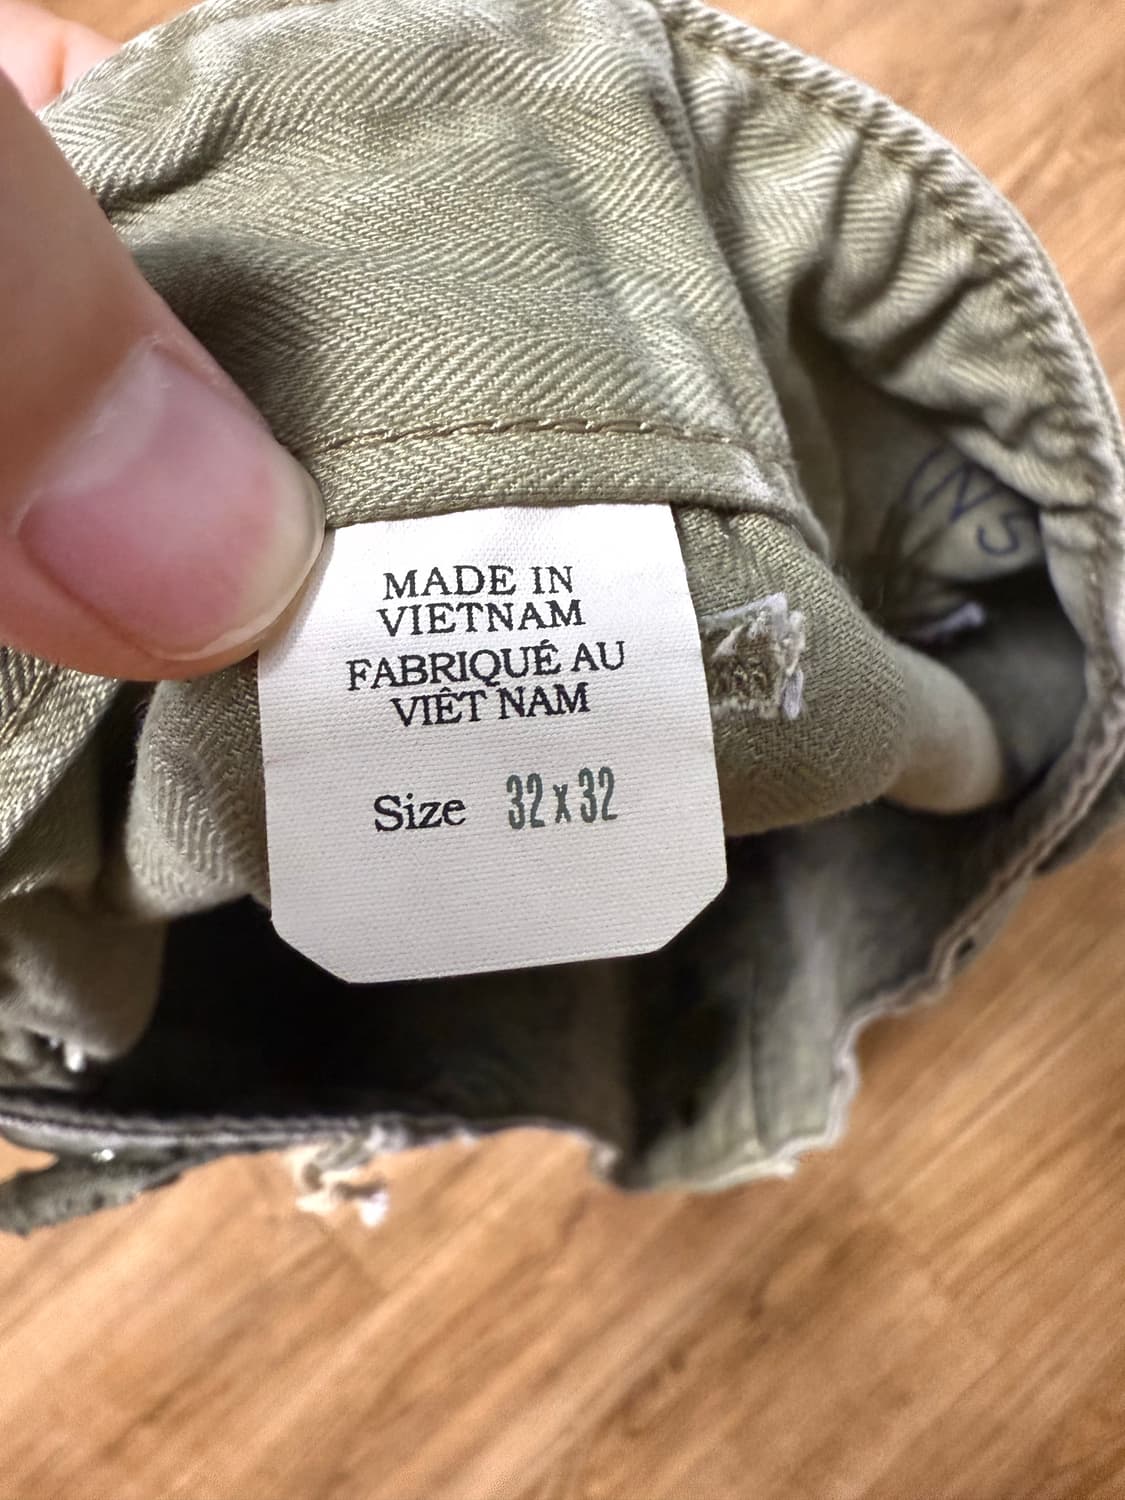 MADE IN
VIETNAM
FABRIQUÉ AU
VIÊT NAM
Size 32 x 32